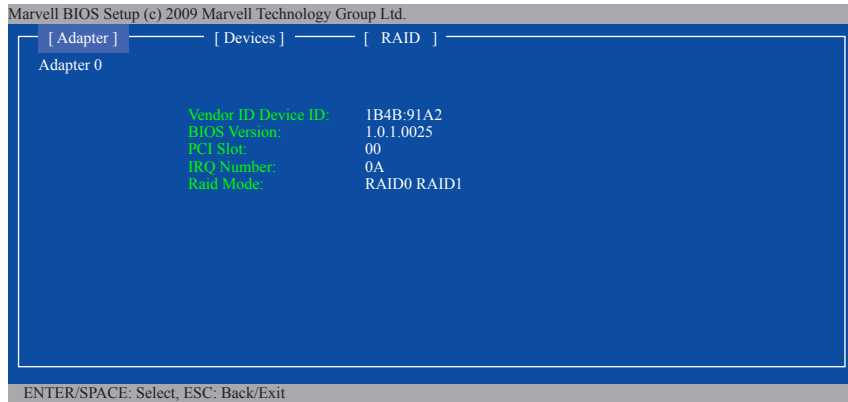 Marvell BIOS Setup (c) 2009 Marvell Technology Group Ltd.
[ Adapter ] [ Devices ] [ RAID ]
Adapter 0
Vendor ID Device ID: 1B4B:91A2
BIOS Version: 1.0.1.0025
PCI Slot: 00
IRQ Number: 0A
Raid Mode: RAID0 RAID1
ENTER/SPACE: Select, ESC: Back/Exit